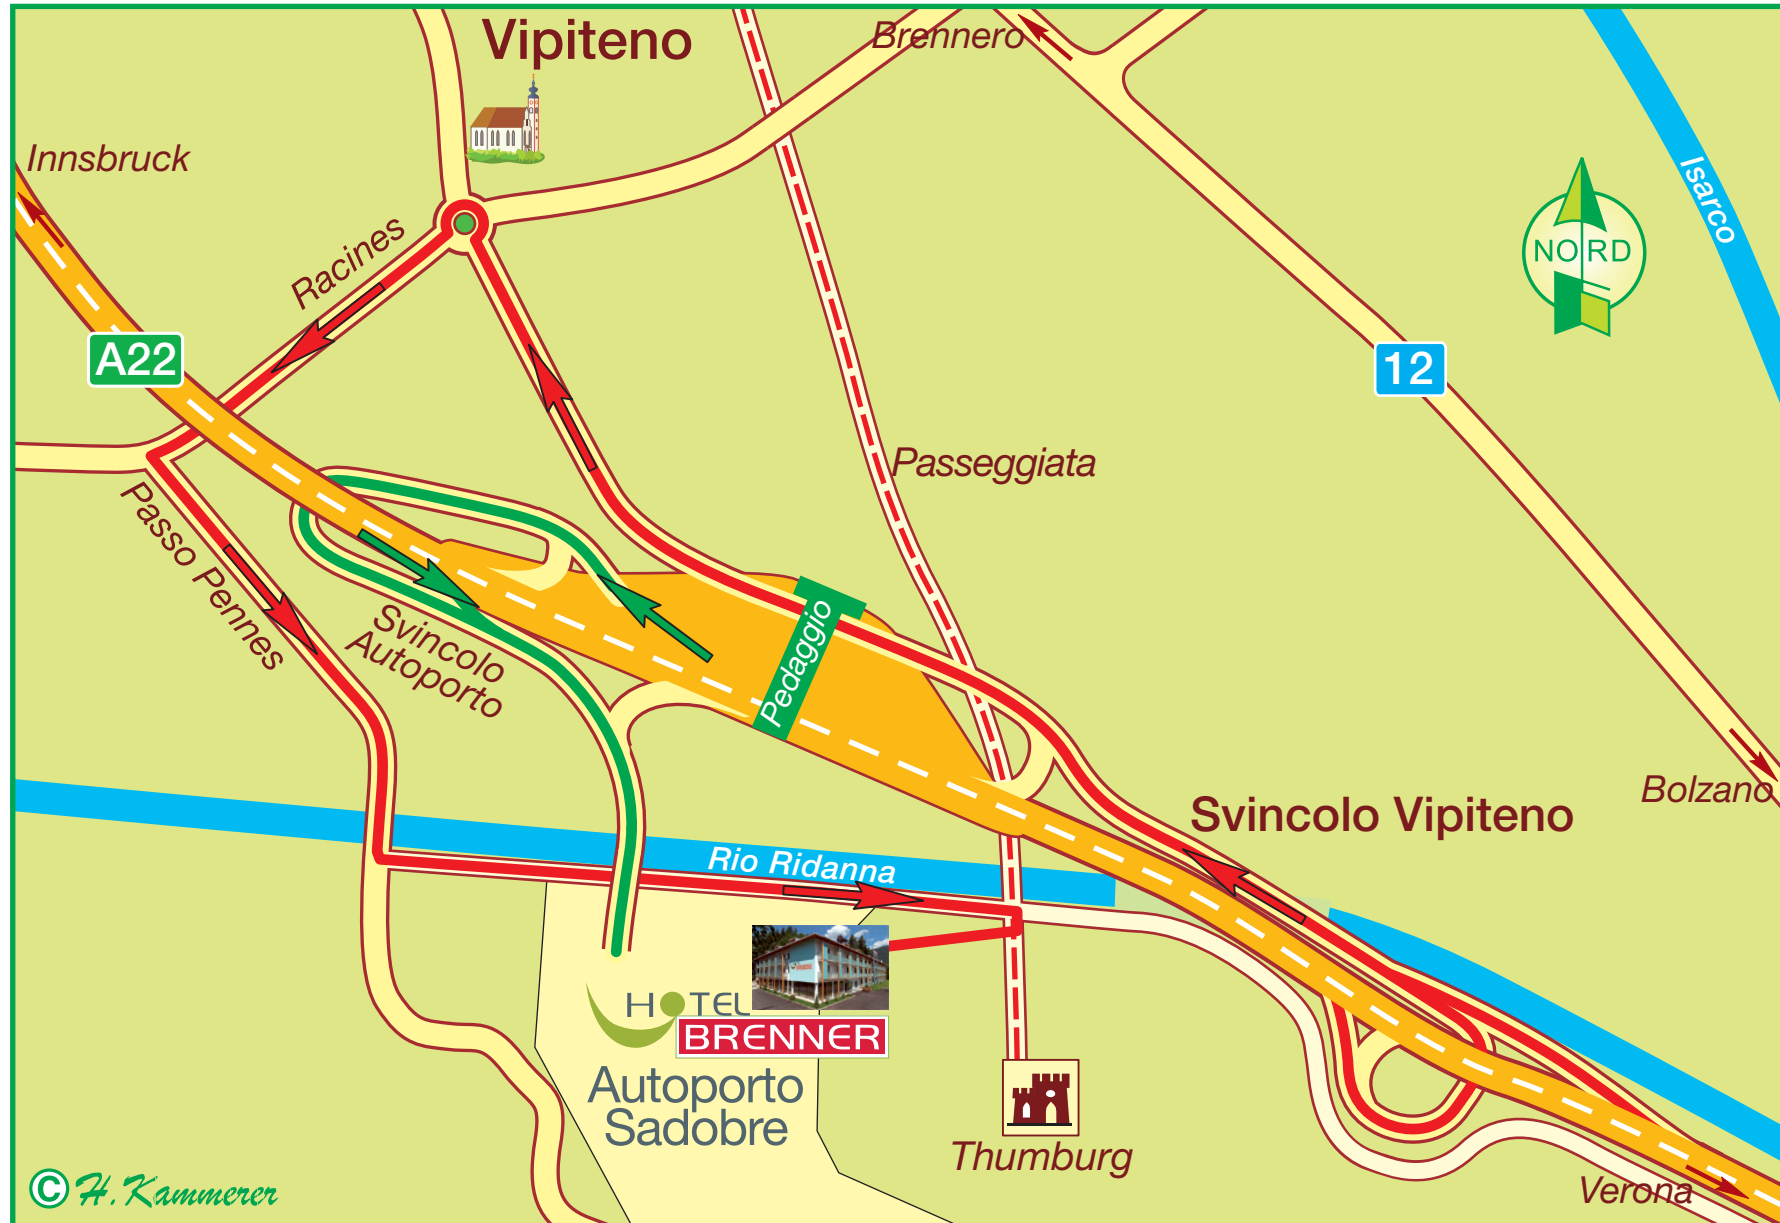 Vipiteno
Brennero
Innsbruck
Isarco
Racines
NORD
A22
12
Passeggiata
Passo Pennes
Svincolo
Autoporto
Pedaggio
Bolzano
Svincolo Vipiteno
Rio Ridanna
HOTEL
BRENNER
Autoporto
Sadobre
Thumburg
Verona
© H. Kammerer